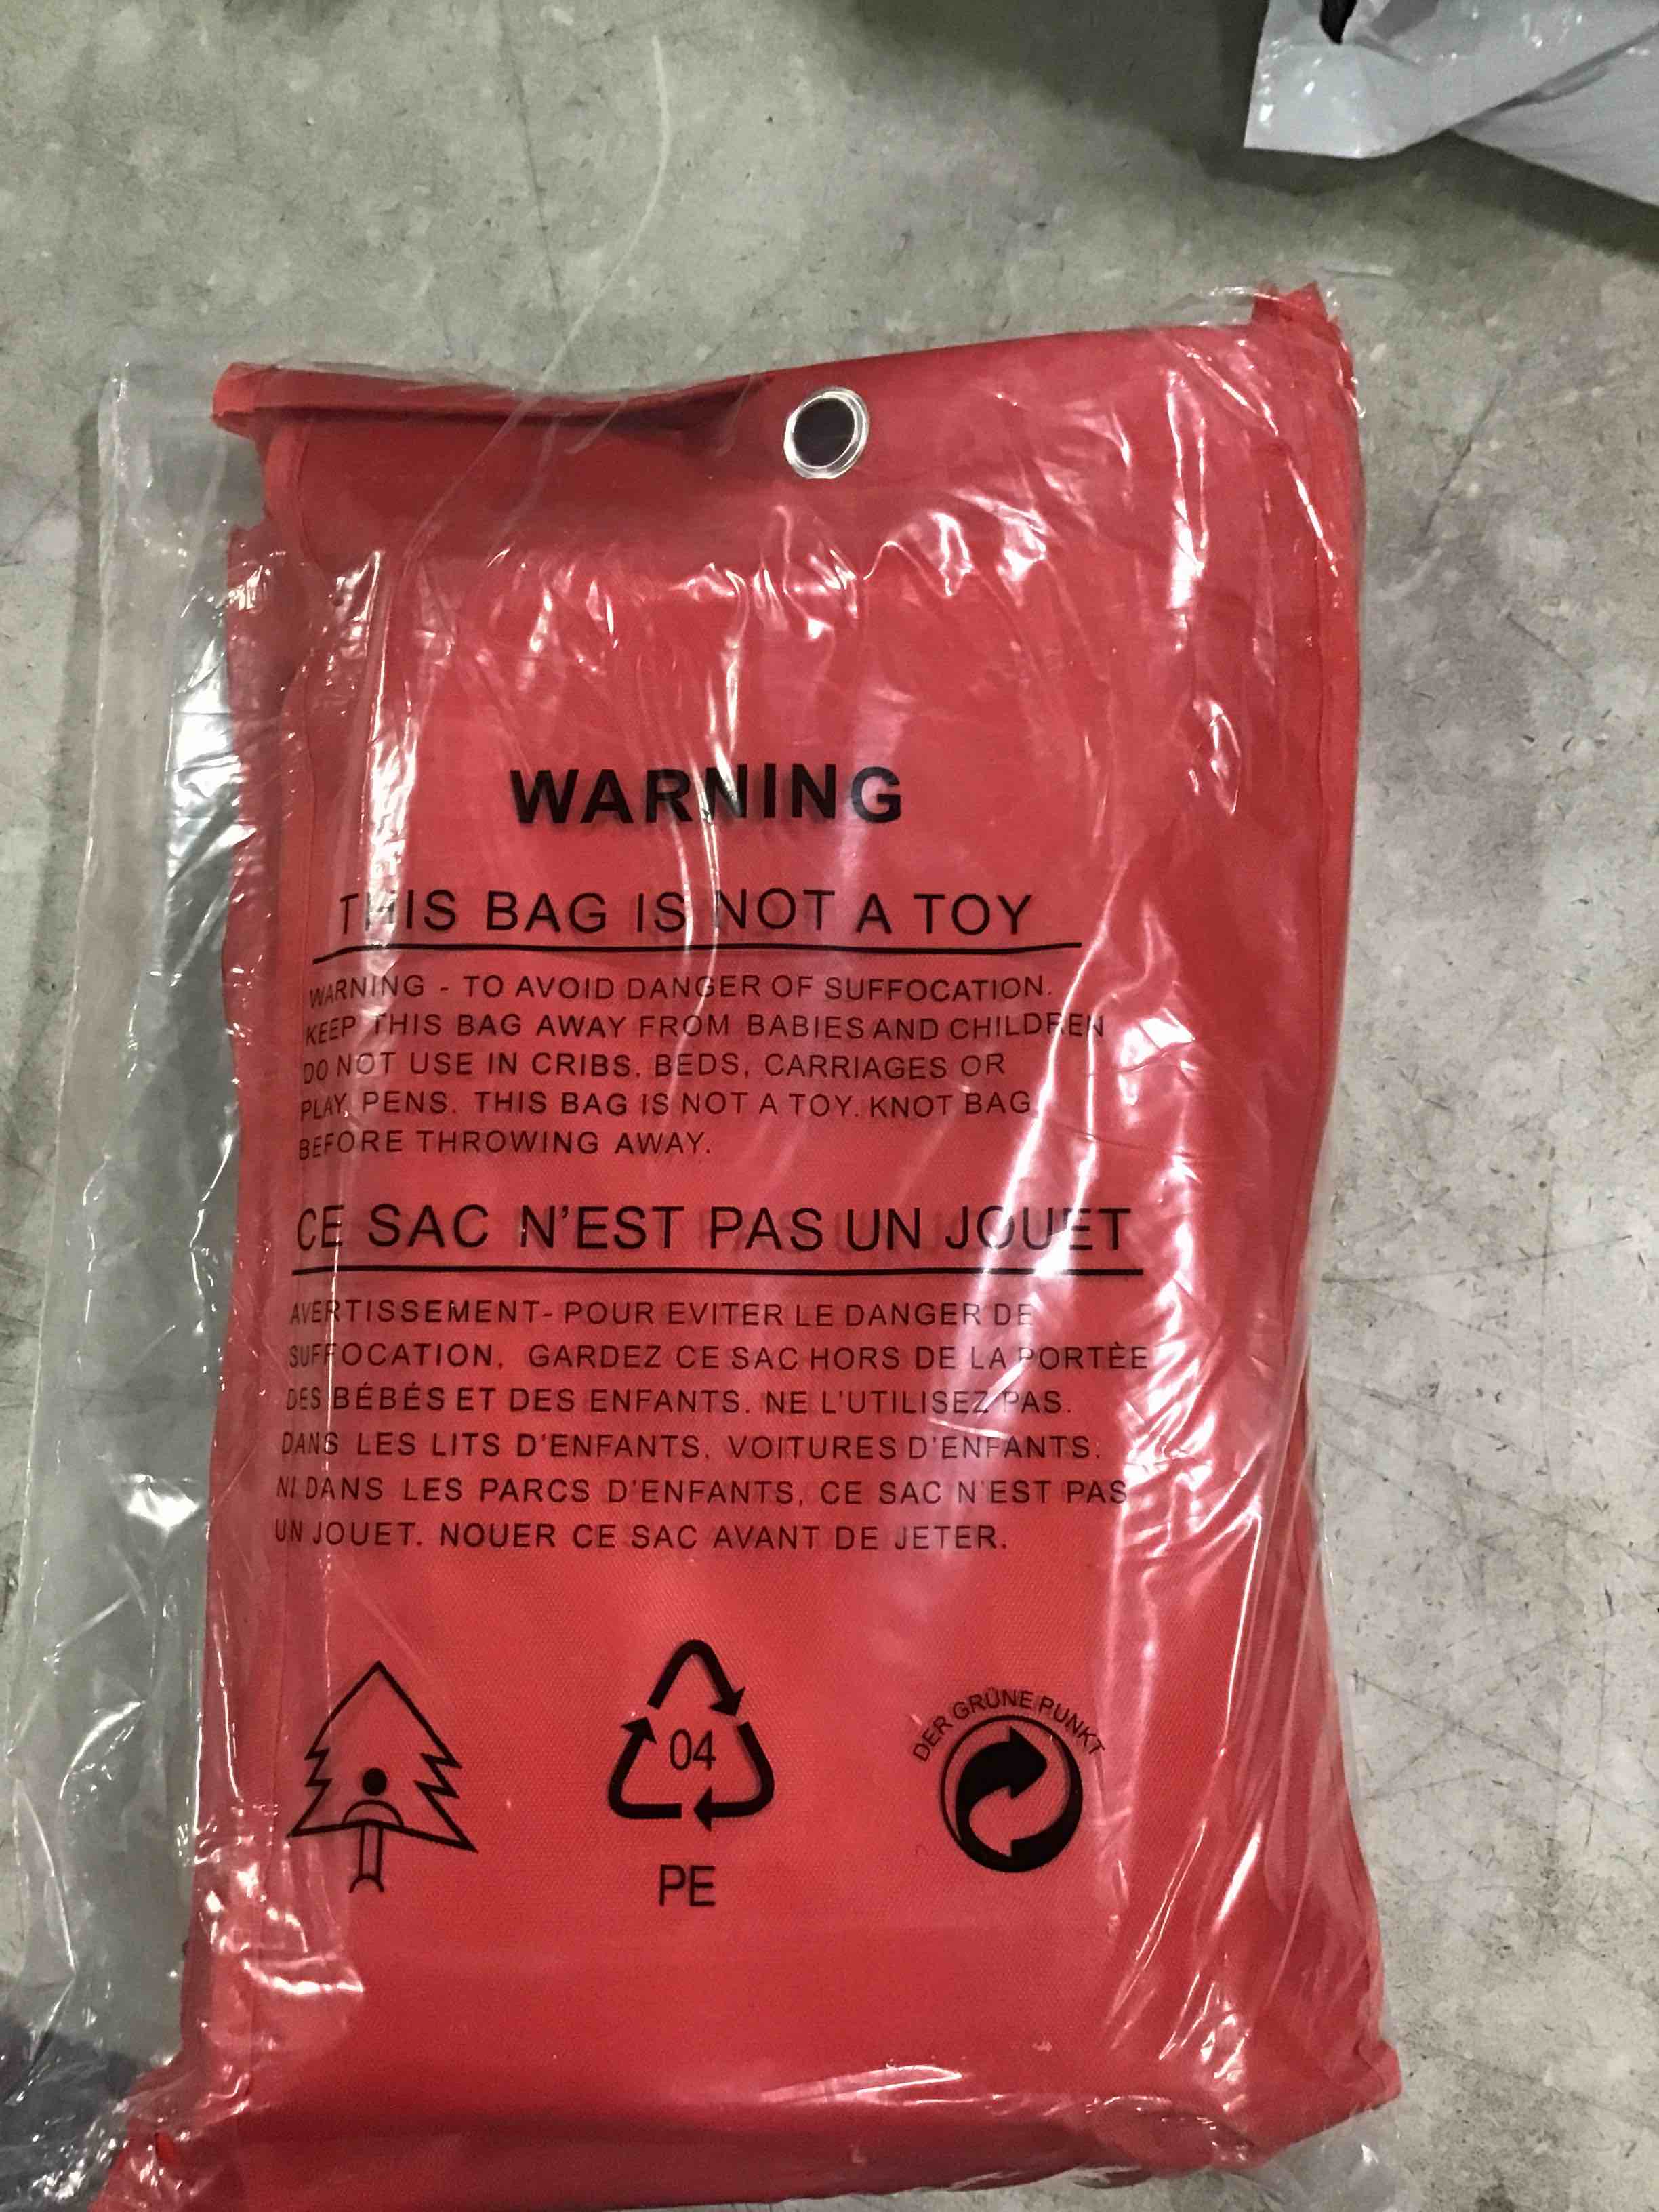 WARNING
THIS BAG IS NOT A TOY
WARNING - TO AVOID DANGER OF SUFFOCATION.
KEEP THIS BAG AWAY FROM BABIES AND CHILDREN
DO NOT USE IN CRIBS, BEDS, CARRIAGES OR
PLAY, PENS. THIS BAG IS NOT A TOY. KNOT BAG
BEFORE THROWING AWAY.
CE SAC N'EST PAS UN JOUET
AVERTISSEMENT- POUR EVITER LE DANGER DE
SUFFOCATION, GARDEZ CE SAC HORS DE LA PORTÈE
DES BÉBÉS ET DES ENFANTS. NE L'UTILISEZ PAS.
DANS LES LITS D'ENFANTS, VOITURES D'ENFANTS.
NI DANS LES PARCS D'ENFANTS, CE SAC N'EST PAS
UN JOUET. NOUER CE SAC AVANT DE JETER.
04
PE
DER GRÜNE PUNKT